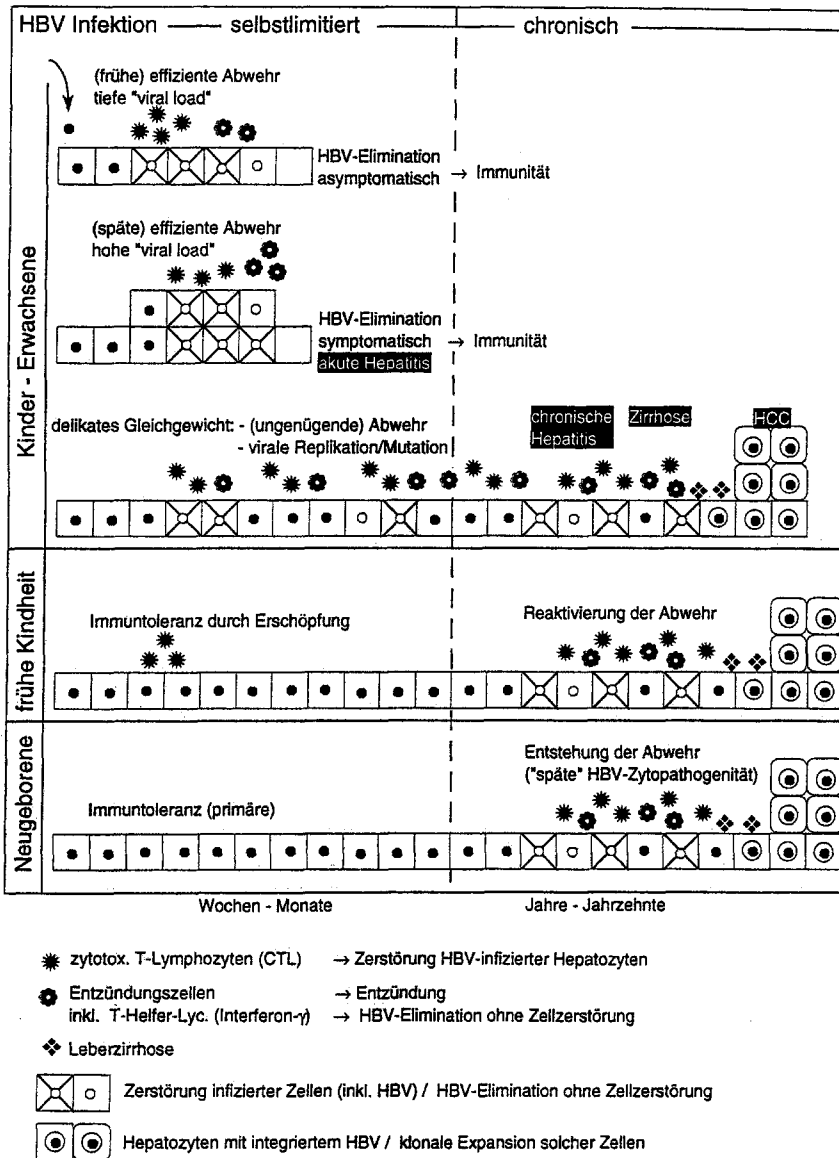 HBV Infektion — selbstlimitiert — chronisch
Kinder - Erwachsene
(frühe) effiziente Abwehr
tiefe "viral load"
HBV-Elimination
asymptomatisch → Immunität
(späte) effiziente Abwehr
hohe "viral load"
HBV-Elimination
symptomatisch → Immunität
akute Hepatitis
delikates Gleichgewicht: - (ungenügende) Abwehr
- virale Replikation/Mutation
chronische
Hepatitis
Zirrhose
HCC
frühe Kindheit
Immuntoleranz durch Erschöpfung
Reaktivierung der Abwehr
Neugeborene
Immuntoleranz (primäre)
Entstehung der Abwehr
("späte" HBV-Zytopathogenität)
Wochen - Monate
Jahre - Jahrzehnte
zytotox. T-Lymphozyten (CTL) → Zerstörung HBV-infizierter Hepatozyten
Entzündungszellen → Entzündung
inkl. T-Helfer-Lyc. (Interferon-γ) → HBV-Elimination ohne Zellzerstörung
Leberzirrhose
Zerstörung infizierter Zellen (inkl. HBV) / HBV-Elimination ohne Zellzerstörung
Hepatozyten mit integriertem HBV / klonale Expansion solcher Zellen